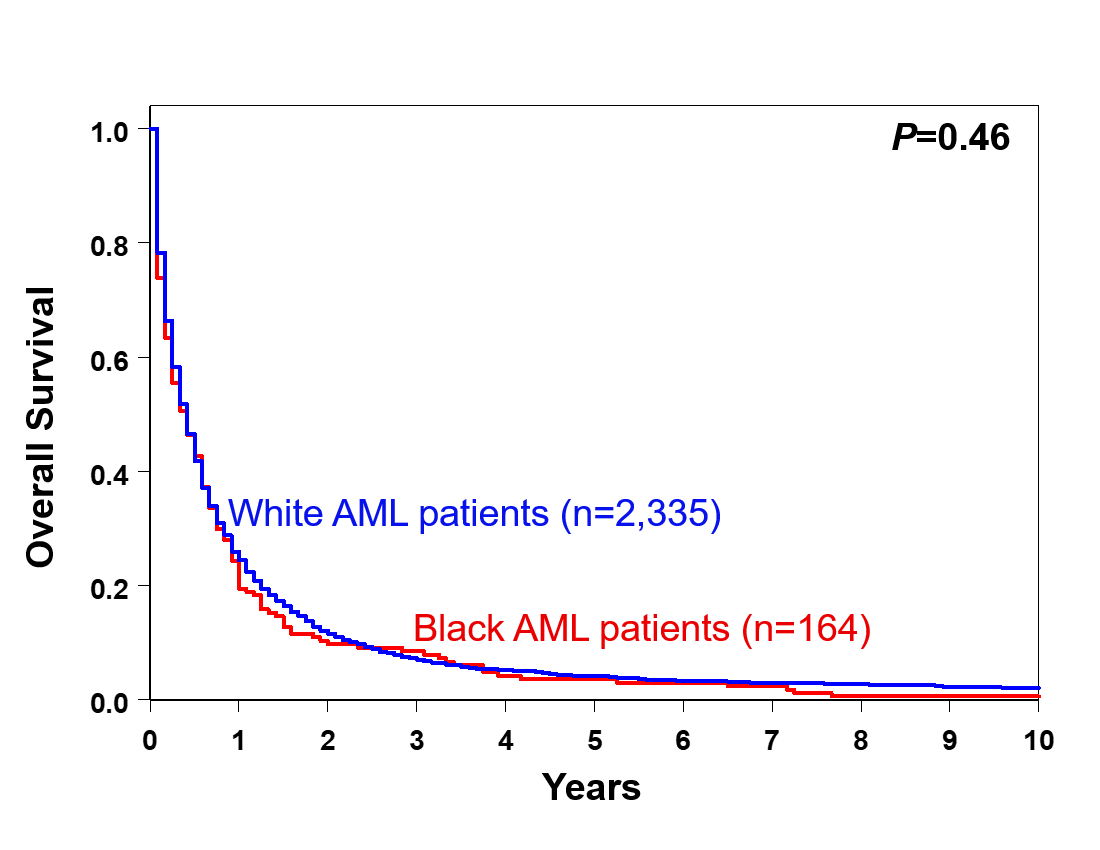 P=0.46
1.0
0.8
0.6
0.4
0.2
0.0
Overall Survival
White AML patients (n=2,335)
Black AML patients (n=164)
0 1 2 3 4 5 6 7 8 9 10
Years